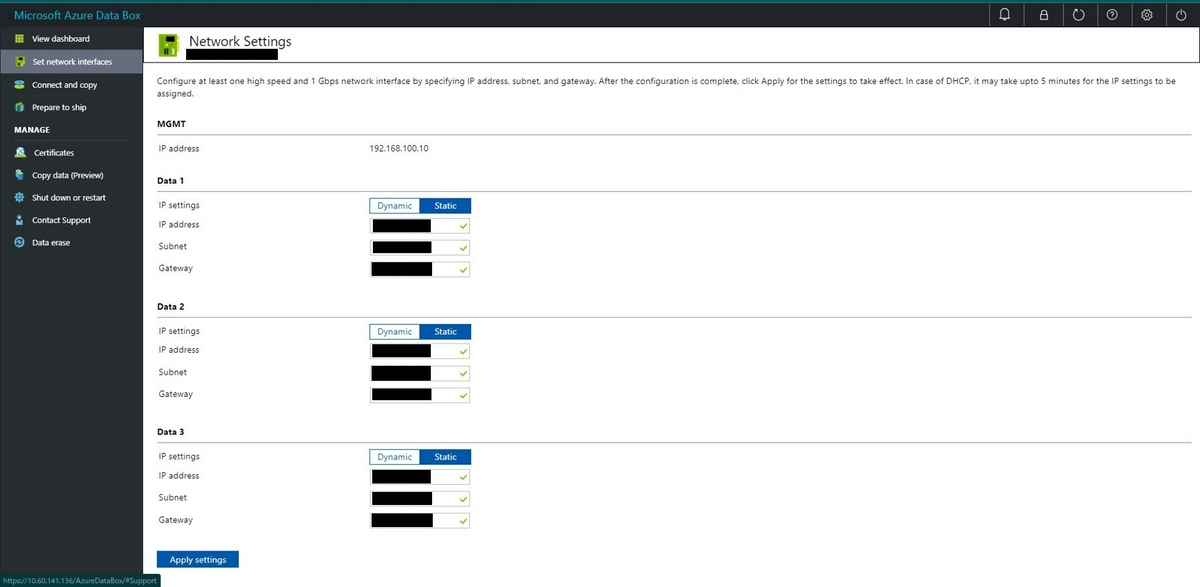 Microsoft Azure Data Box
View dashboard
Set network interfaces
Connect and copy
Prepare to ship
MANAGE
Certificates
Copy data (Preview)
Shut down or restart
Contact Support
Data erase
Network Settings
Configure at least one high speed and 1 Gbps network interface by specifying IP address, subnet, and gateway. After the configuration is complete, click Apply for the settings to take effect. In case of DHCP, it may take upto 5 minutes for the IP settings to be
assigned.
MGMT
IP address 192.168.100.10
Data 1
IP settings Dynamic Static
IP address
Subnet
Gateway
Data 2
IP settings Dynamic Static
IP address
Subnet
Gateway
Data 3
IP settings Dynamic Static
IP address
Subnet
Gateway
Apply settings
https://10.60.141.136/AzureDataBox/#Support